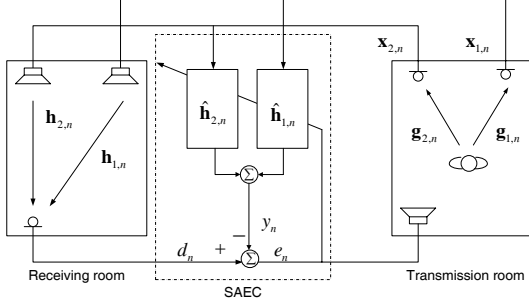 x2,n
x1,n
h2,n
h1,n
ĥ2,n
ĥ1,n
g2,n
g1,n
Σ
yn
dn
+
−
Σ
en
Receiving room
SAEC
Transmission room